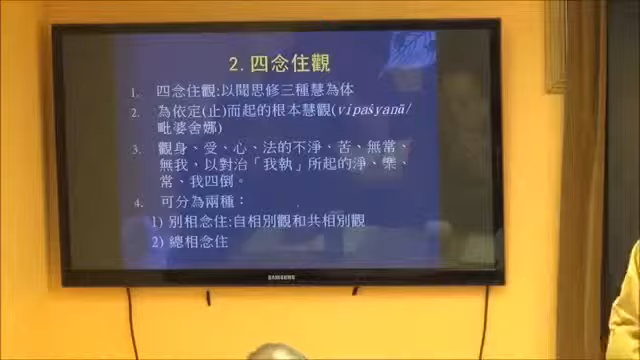 2. 四念住觀
1. 四念住觀:以聞思修三種慧為体
2. 為依定(止)而起的根本慧觀(vipaśyanā/
毗婆舍娜)
3. 觀身、受、心、法的不淨、苦、無常、
無我，以對治「我執」所起的淨、樂、
常、我四倒。
4. 可分為兩種：
1) 別相念住:自相別觀和共相別觀
2) 總相念住